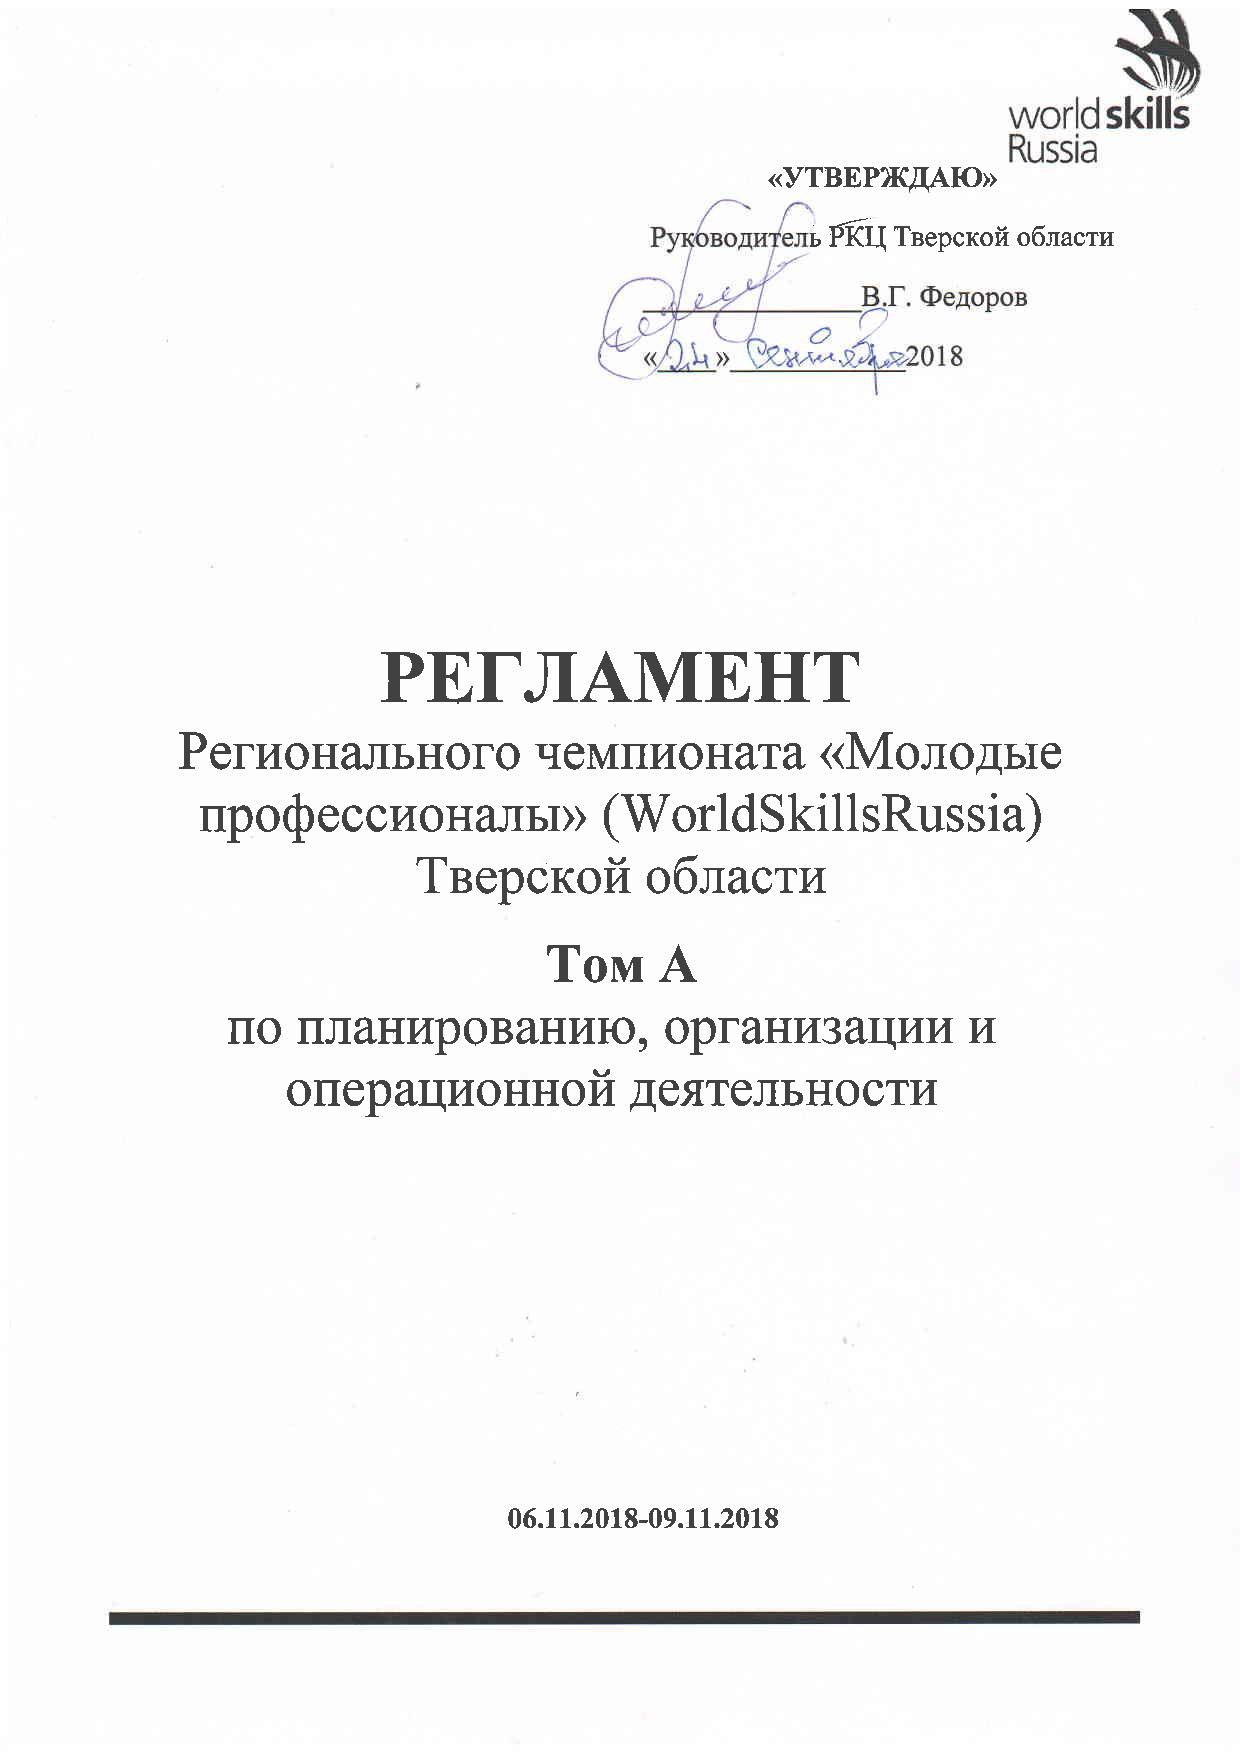 worldskills
Russia
«УТВЕРЖДАЮ»
Руководитель РКЦ Тверской области
В.Г. Федоров
«24» сентября 2018
РЕГЛАМЕНТ
Регионального чемпионата «Молодые
профессионалы» (WorldSkillsRussia)
Тверской области
Том А
по планированию, организации и
операционной деятельности
06.11.2018-09.11.2018